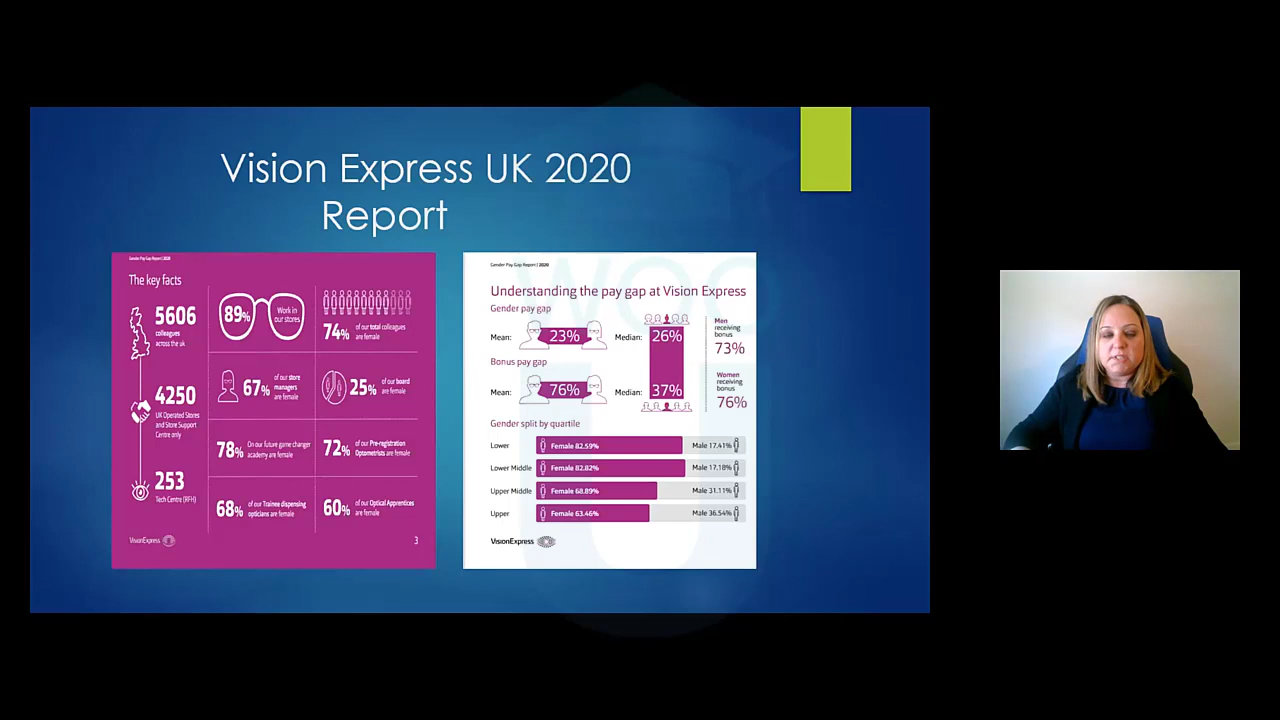 Vision Express UK 2020
Report
Gender Pay Gap Report | 2020
The key facts
5606
colleagues
across the uk
4250
UK Operated Stores
and Store Support
Centre only
253
Tech Centre (RFH)
89%
Work in
our stores
74%
of our total colleagues
are female
67%
of our store
managers
are female
25%
of our board
are female
78%
On our future game changer
academy are female
72%
of our Pre-registration
Optometrists are female
68%
of our Trainee dispensing
opticians are female
60%
of our Optical Apprentices
are female
VisionExpress
3
Gender Pay Gap Report | 2020
Understanding the pay gap at Vision Express
Gender pay gap
Mean:
23%
Median:
26%
Bonus pay gap
Mean:
76%
Median:
37%
Men
receiving
bonus
73%
Women
receiving
bonus
76%
Gender split by quartile
Lower
Female 82.59%
Male 17.41%
Lower Middle
Female 82.82%
Male 17.18%
Upper Middle
Female 68.89%
Male 31.11%
Upper
Female 63.46%
Male 36.54%
VisionExpress